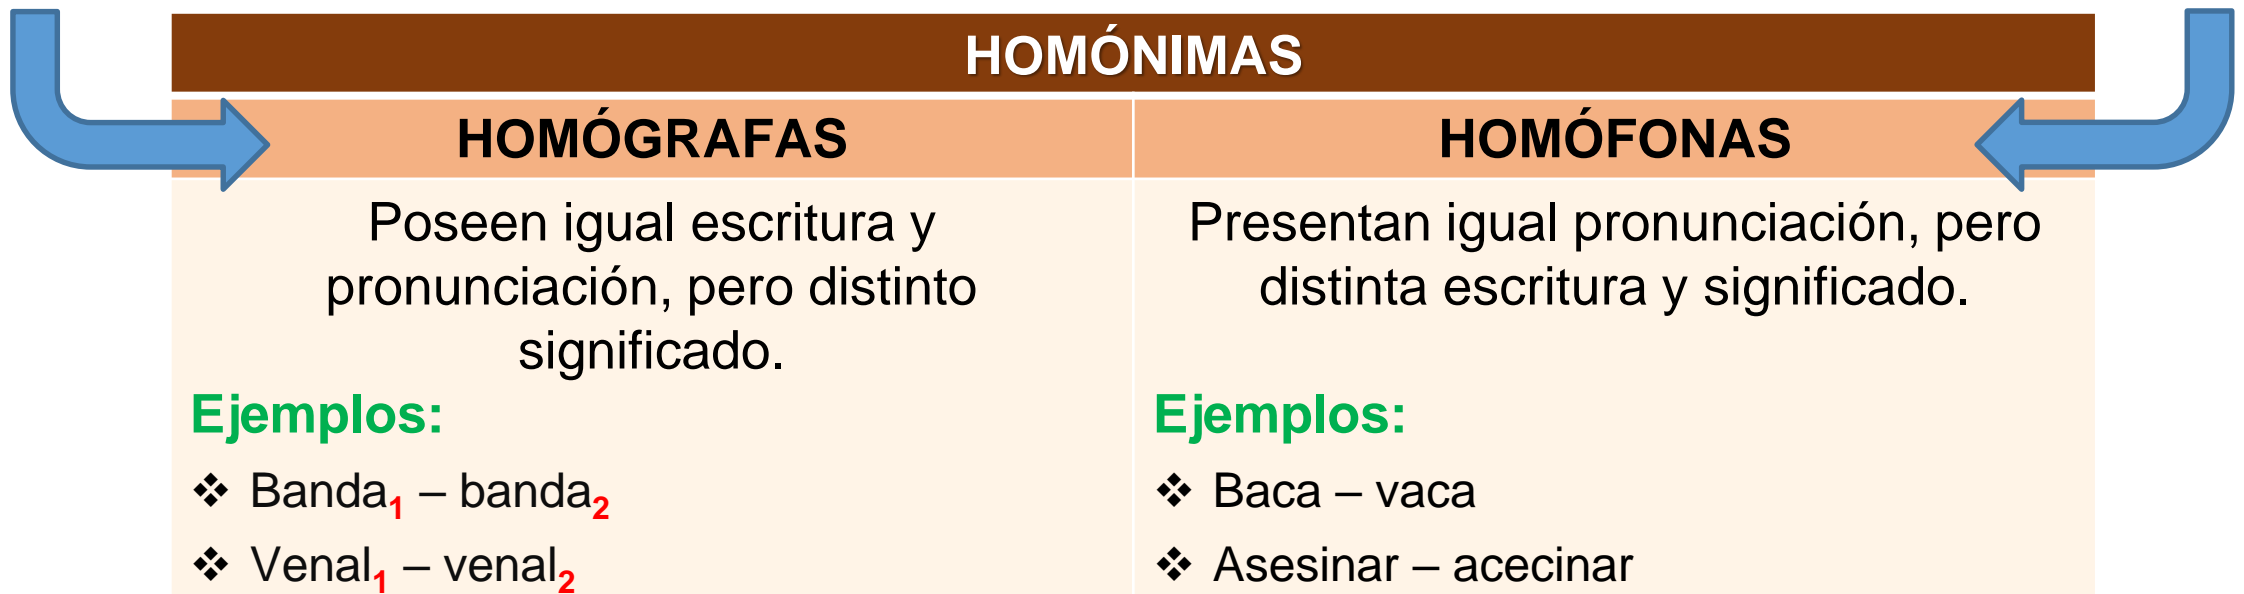 HOMÓNIMAS
HOMÓGRAFAS
Poseen igual escritura y
pronunciación, pero distinto
significado.
Ejemplos:
❖ Banda1 – banda2
❖ Venal1 – venal2
HOMÓFONAS
Presentan igual pronunciación, pero
distinta escritura y significado.
Ejemplos:
❖ Baca – vaca
❖ Asesinar – acecinar